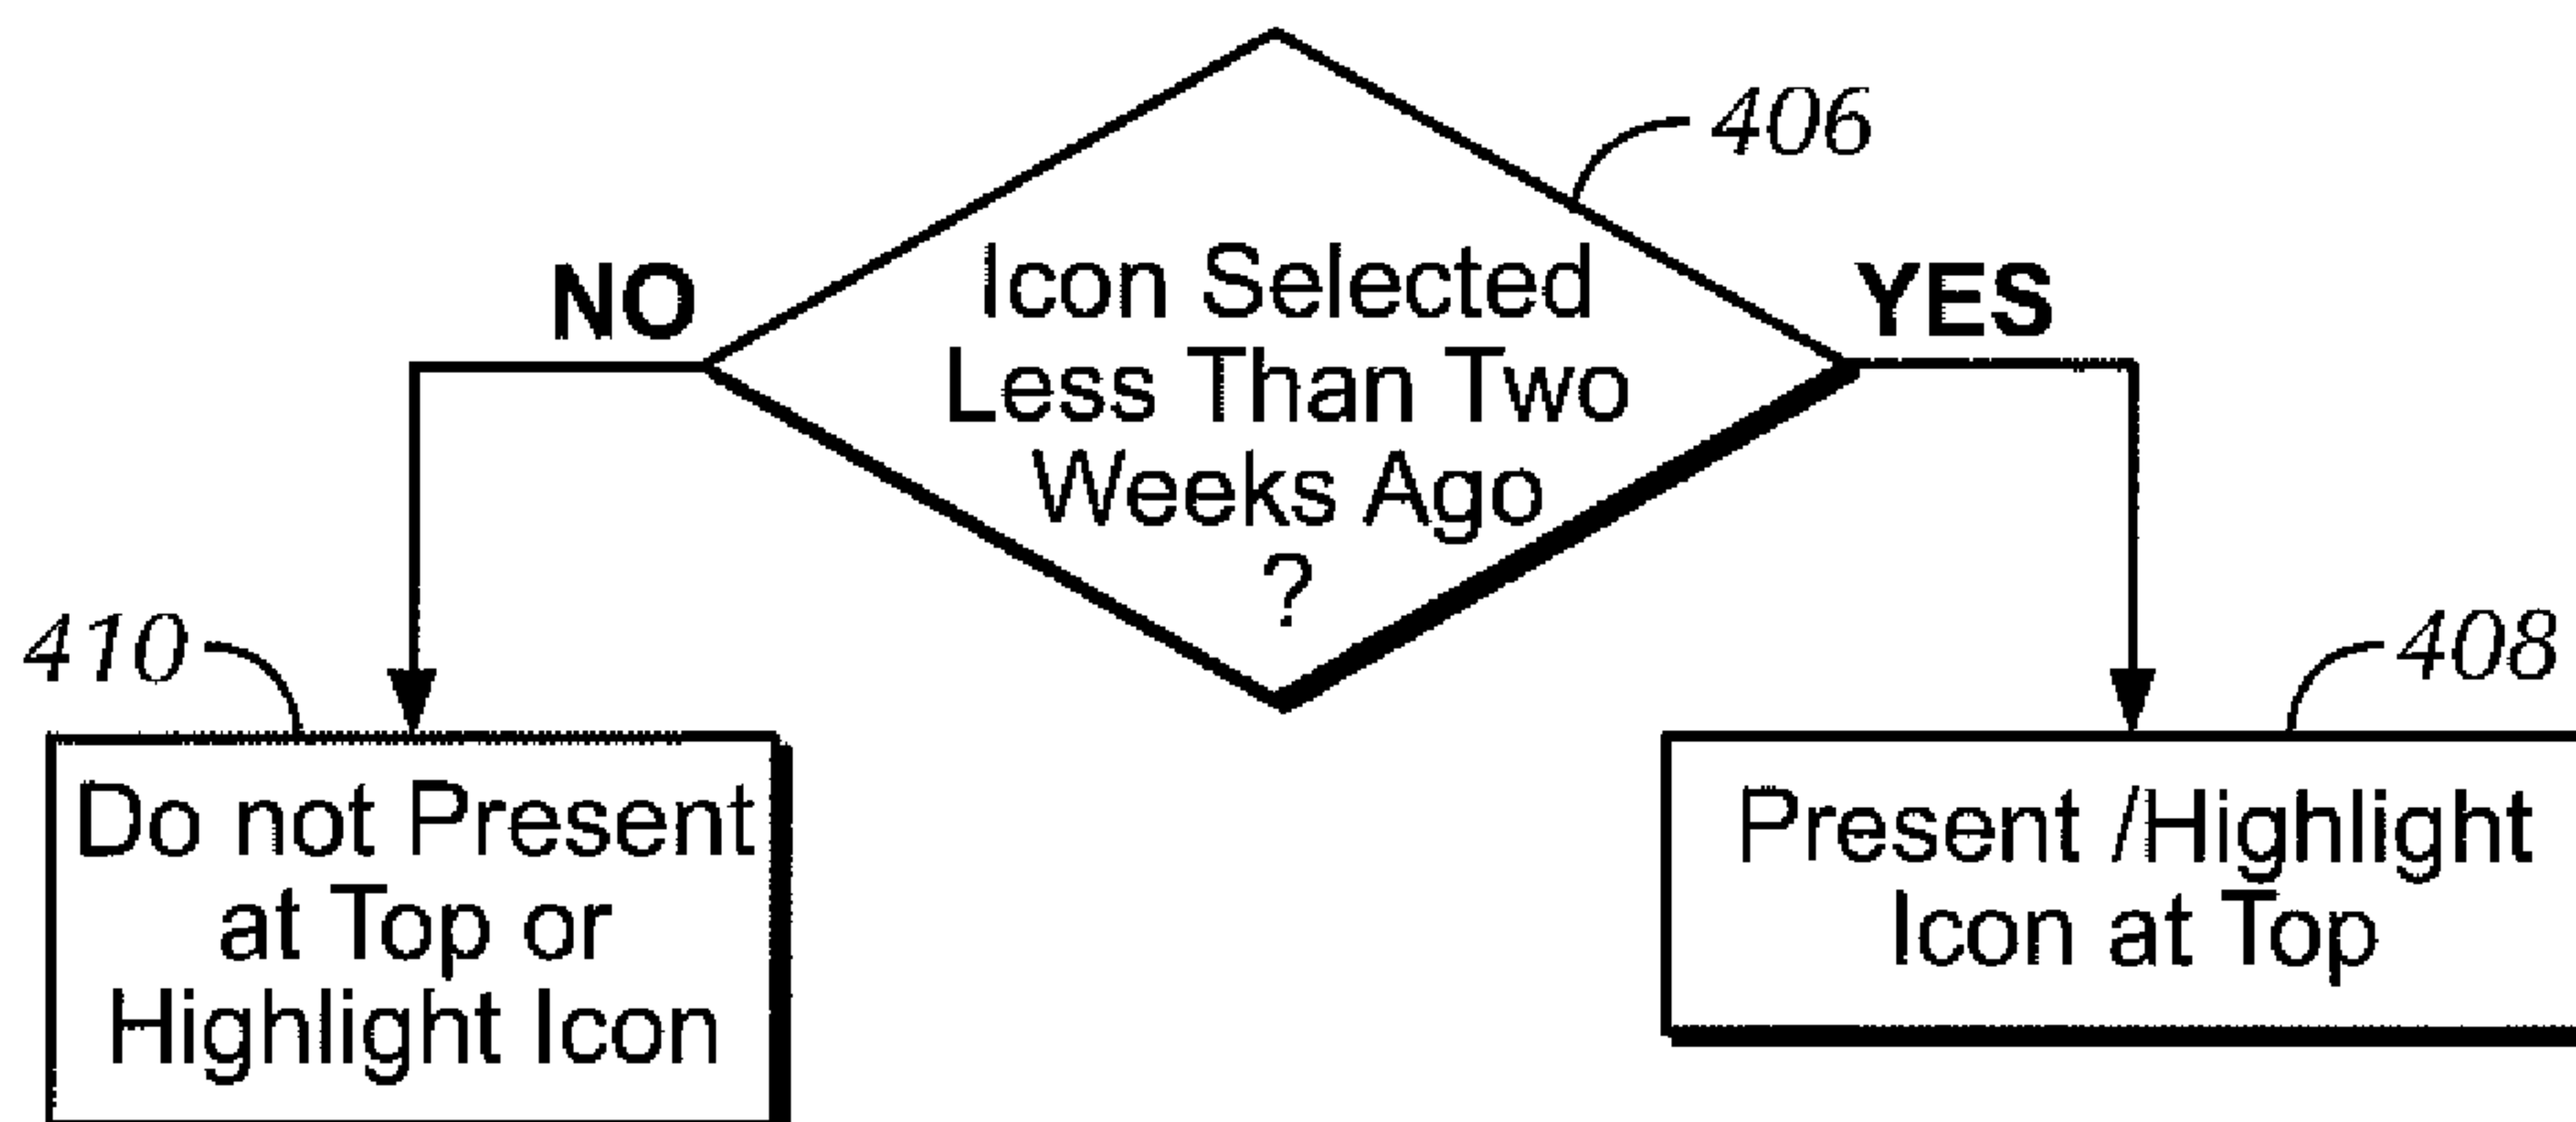 406
Icon Selected
Less Than Two
Weeks Ago
?
NO
YES
410
Do not Present
at Top or
Highlight Icon
408
Present /Highlight
Icon at Top